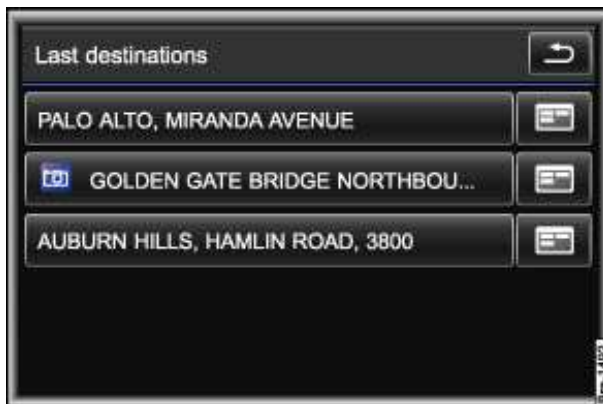 Last destinations
PALO ALTO, MIRANDA AVENUE
GOLDEN GATE BRIDGE NORTHBOU...
AUBURN HILLS, HAMLIN ROAD, 3800